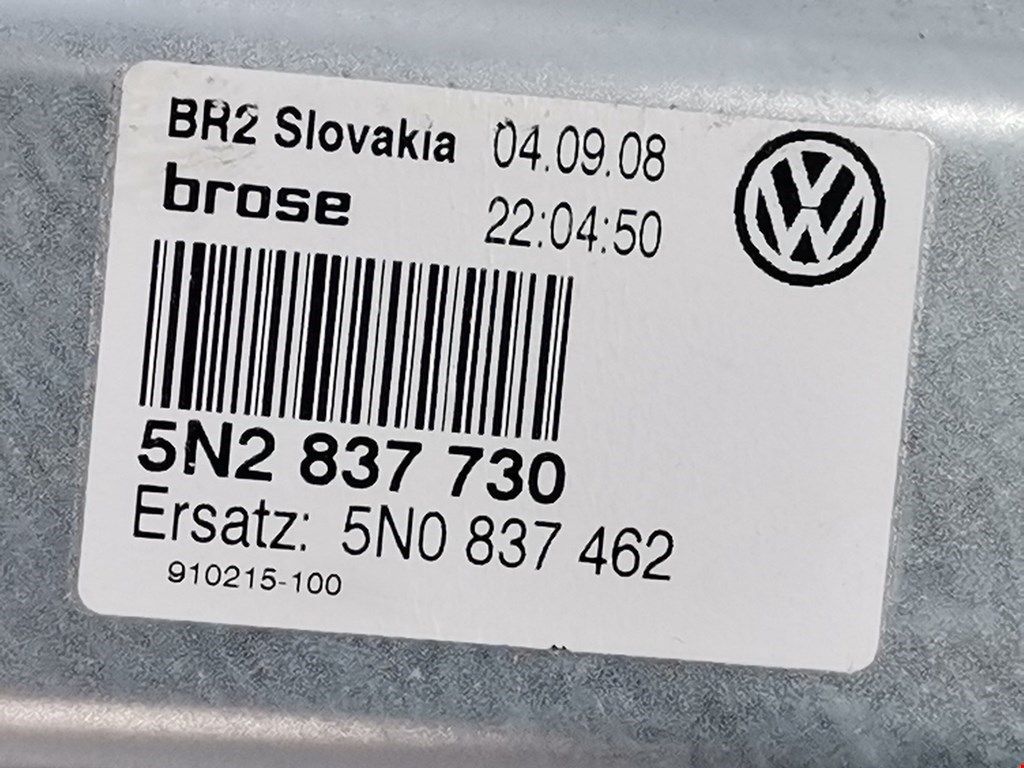 BR2 Slovakia 04.09.08
brose 22:04:50
5N2 837 730
Ersatz: 5N0 837 462
910215-100